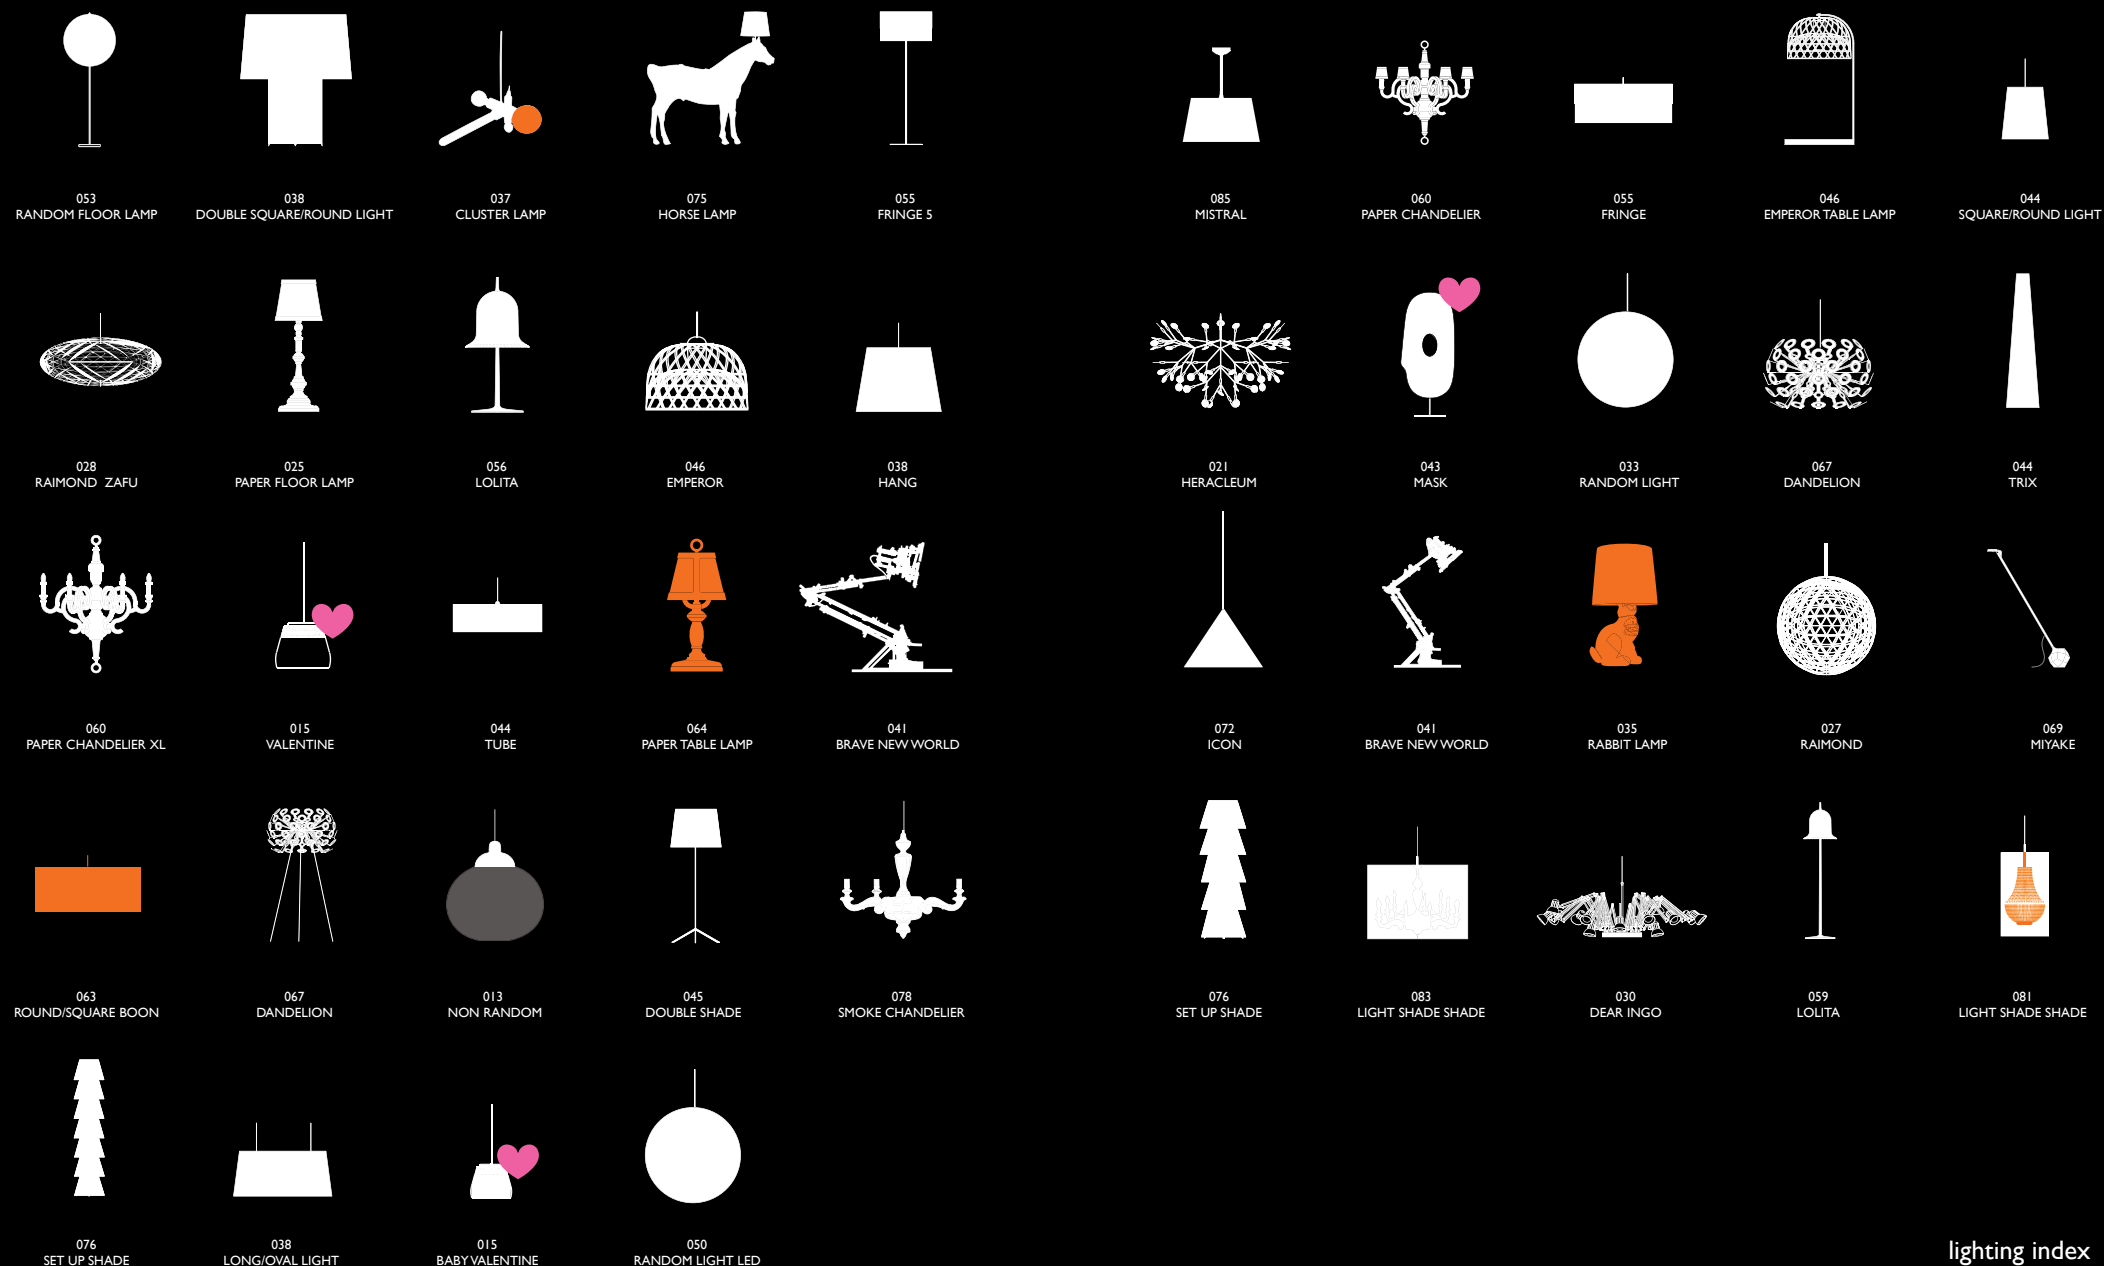 053
RANDOM FLOOR LAMP
038
DOUBLE SQUARE/ROUND LIGHT
037
CLUSTER LAMP
075
HORSE LAMP
055
FRINGE 5
085
MISTRAL
060
PAPER CHANDELIER
055
FRINGE
046
EMPEROR TABLE LAMP
044
SQUARE/ROUND LIGHT
028
RAIMOND ZAFU
025
PAPER FLOOR LAMP
056
LOLITA
046
EMPEROR
038
HANG
021
HERACLEUM
043
MASK
033
RANDOM LIGHT
067
DANDELION
044
TRIX
060
PAPER CHANDELIER XL
015
VALENTINE
044
TUBE
064
PAPER TABLE LAMP
041
BRAVE NEW WORLD
072
ICON
041
BRAVE NEW WORLD
035
RABBIT LAMP
027
RAIMOND
069
MIYAKE
063
ROUND/SQUARE BOON
067
DANDELION
013
NON RANDOM
045
DOUBLE SHADE
078
SMOKE CHANDELIER
076
SET UP SHADE
083
LIGHT SHADE SHADE
030
DEAR INGO
059
LOLITA
081
LIGHT SHADE SHADE
076
SET UP SHADE
038
LONG/OVAL LIGHT
015
BABY VALENTINE
050
RANDOM LIGHT LED
lighting index